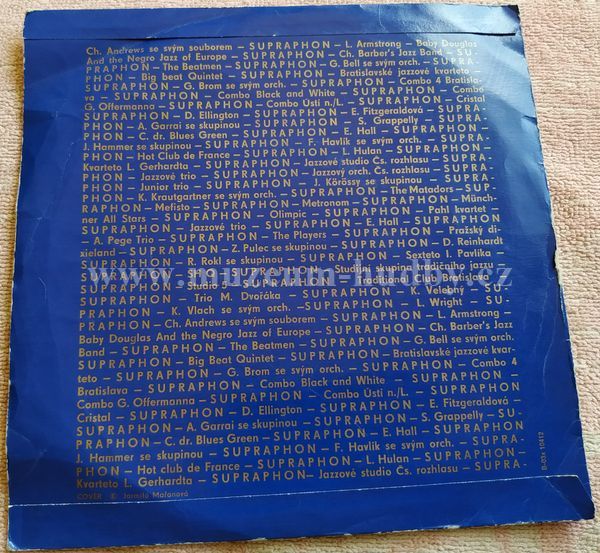 Ch. Andrews se svým souborem – SUPRAPHON – L. Armstrong – Baby Douglas
And the Negro Jazz of Europe – SUPRAPHON – Ch. Barber's Jazz Band – SU-
PRAPHON – The Beatmen – SUPRAPHON – G. Bell se svým orch. – SUPRA-
PHON – Big beat Quintet – SUPRAPHON – Bratislavské jazzové kvarteto –
SUPRAPHON – G. Brom se svým orch. – SUPRAPHON – Combo 4 Bratisla-
va – SUPRAPHON – Combo Black and White – SUPRAPHON – Combo
G. Offermanna – SUPRAPHON – Combo Ústí n./L. – SUPRAPHON – Cristal
SUPRAPHON – D. Ellington – SUPRAPHON – E. Fitzgeraldová – SUPRA-
PHON – A. Garrai se skupinou – SUPRAPHON – S. Grappelly – SUPRA-
PHON – C. dr. Blues Green – SUPRAPHON – E. Hall – SUPRAPHON –
J. Hammer se skupinou – SUPRAPHON – F. Havlík se svým orch. – SUPRA-
PHON – Hot Club de France – SUPRAPHON – L. Hulan – SUPRAPHON –
Kvarteto L. Gerhardta – SUPRAPHON – Jazzové studio Čs. rozhlasu – SUPRA-
PHON – Jazzové trio – SUPRAPHON – Jazzový orch. Čs. rozhlasu – SUPRA-
PHON – Junior trio – SUPRAPHON – J. Körössy se skupinou – SUPRA-
PHON – K. Krautgartner se svým orch. – SUPRAPHON – The Matadors – SUP-
RAPHON – Mefisto – SUPRAPHON – Metronom – SUPRAPHON – Münch-
ner All Stars – SUPRAPHON – Olimpic – SUPRAPHON – Pahl kvartet –
SUPRAPHON – Jazzové trio – SUPRAPHON – E. Hall – SUPRAPHON
– A. Pege Trio – SUPRAPHON – The Players – SUPRAPHON – Pražský di-
xieland – SUPRAPHON – Z. Pulec se skupinou – SUPRAPHON – D. Reinhardt
SUPRAPHON – R. Rokl se skupinou – SUPRAPHON – Sexteto I. Pavlíka
– SUPRAPHON – Studijní skupina tradičního jazzu –
SUPRAPHON – Studio 5 – SUPRAPHON – Traditional Club Bratislava –
SUPRAPHON – Trio M. Dvořáka – SUPRAPHON – K. Velebný – SU-
PRAPHON – K. Vlach se svým orch. – SUPRAPHON – L. Wright – SUPRAPHON –
Ch. Andrews se svým souborem – SUPRAPHON – L. Armstrong –
Baby Douglas And the Negro Jazz of Europe – SUPRAPHON – Ch. Barber's Jazz
Band – SUPRAPHON – The Beatmen – SUPRAPHON – G. Bell se svým orch. –
SUPRAPHON – Big Beat Quintet – SUPRAPHON – Bratislavské jazzové kvar-
teto – SUPRAPHON – G. Brom se svým orch. – SUPRAPHON – Combo 4
Bratislava – SUPRAPHON – Combo Black and White – SUPRAPHON –
Combo G. Offermanna – SUPRAPHON – Combo Ústí n./L. – SUPRAPHON –
Cristal – SUPRAPHON – D. Ellington – SUPRAPHON – E. Fitzgeraldová –
SUPRAPHON – A. Garrai se skupinou – SUPRAPHON – S. Grappelly – SU-
PRAPHON – C. dr. Blues Green – SUPRAPHON – E. Hall – SUPRAPHON –
J. Hammer se skupinou – SUPRAPHON – F. Havlík se svým orch. – SUPRA-
PHON – Hot club de France – SUPRAPHON – L. Hulan – SUPRAPHON –
Kvarteto L. Gerhardta – SUPRAPHON – Jazzové studio Čs. rozhlasu – SUPRA-
COVER © Jarmila Mařanová
www.muzeum-hudby.cz